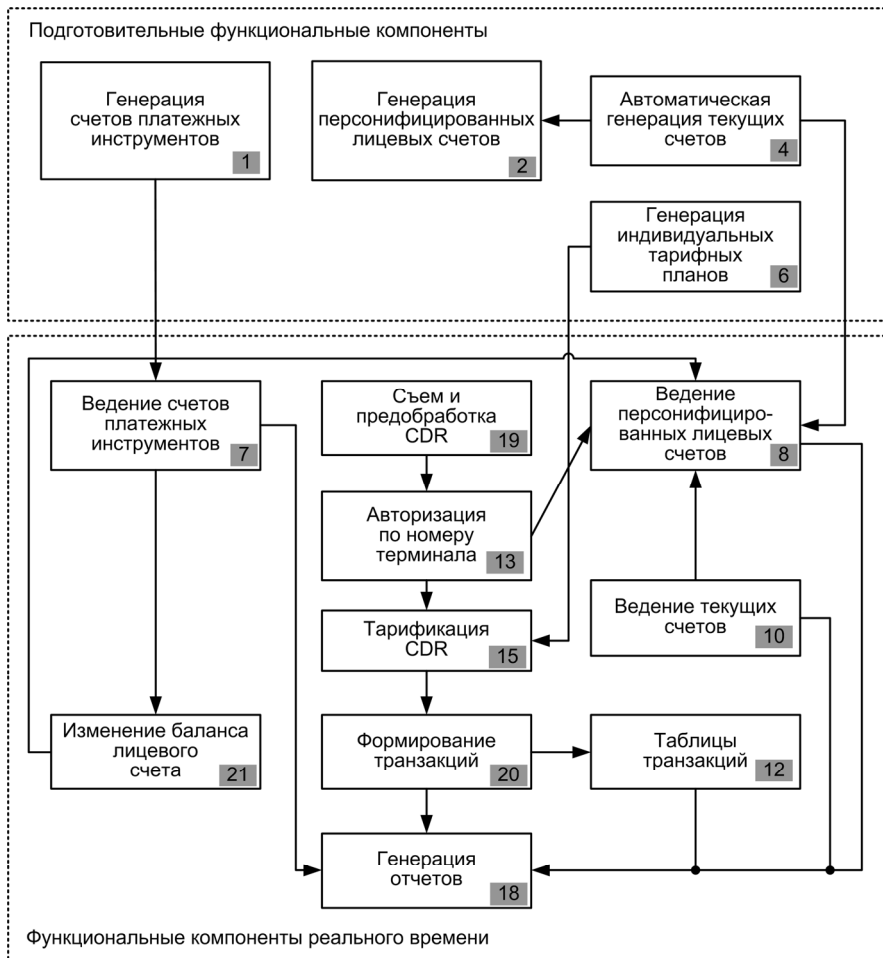 Подготовительные функциональные компоненты
Генерация
счетов платежных
инструментов
1
Генерация
персонифицированных
лицевых счетов
2
Автоматическая
генерация текущих
счетов
4
Генерация
индивидуальных
тарифных
планов
6
Ведение счетов
платежных
инструментов
7
Съем и
предобработка
CDR
19
Ведение
персонифициро-
ванных лицевых
счетов
8
Авторизация
по номеру
терминала
13
Тарификация
CDR
15
Ведение текущих
счетов
10
Изменение баланса
лицевого
счета
21
Формирование
транзакций
20
Таблицы
транзакций
12
Генерация
отчетов
18
Функциональные компоненты реального времени